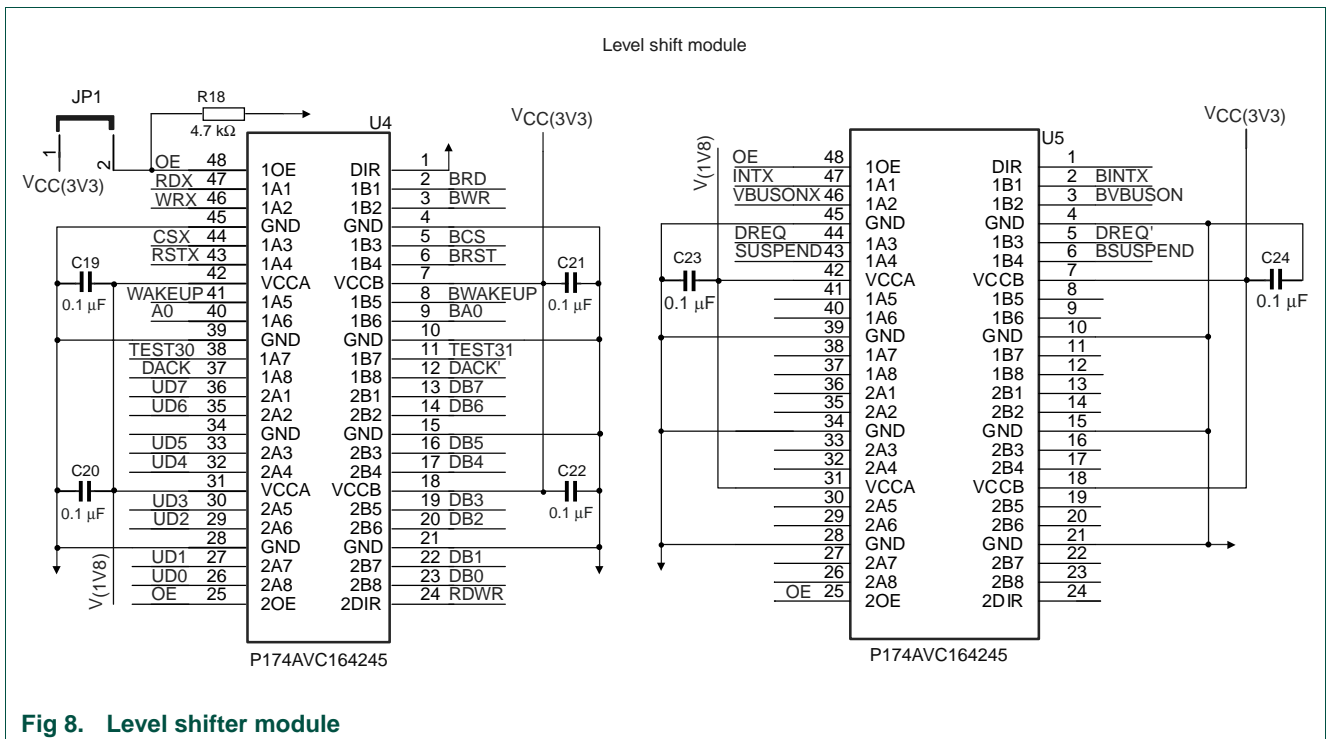 Level shift module
JP1
1
2
VCC(3V3)
R18
4.7 kΩ
U4
VCC(3V3)
OE 48 1OE DIR 1
RDX 47 1A1 1B1 2 BRD
WRX 46 1A2 1B2 3 BWR
45 GND GND 4
CSX 44 1A3 1B3 5 BCS
RSTX 43 1A4 1B4 6 BRST
42 VCCA VCCB 7
WAKEUP 41 1A5 1B5 8 BWAKEUP
A0 40 1A6 1B6 9 BA0
39 GND GND 10
TEST30 38 1A7 1B7 11 TEST31
DACK 37 1A8 1B8 12 DACK'
UD7 36 2A1 2B1 13 DB7
UD6 35 2A2 2B2 14 DB6
34 GND GND 15
UD5 33 2A3 2B3 16 DB5
UD4 32 2A4 2B4 17 DB4
31 VCCA VCCB 18
UD3 30 2A5 2B5 19 DB3
UD2 29 2A6 2B6 20 DB2
28 GND GND 21
UD1 27 2A7 2B7 22 DB1
UD0 26 2A8 2B8 23 DB0
OE 25 2OE 2DIR 24 RDWR
C19
0.1 μF
C20
0.1 μF
V(1V8)
C21
0.1 μF
C22
0.1 μF
P174AVC164245
V(1V8)
U5
VCC(3V3)
OE 48 1OE DIR 1
INTX 47 1A1 1B1 2 BINTX
VBUSONX 46 1A2 1B2 3 BVBUSON
45 GND GND 4
DREQ 44 1A3 1B3 5 DREQ'
SUSPEND 43 1A4 1B4 6 BSUSPEND
42 VCCA VCCB 7
41 1A5 1B5 8
40 1A6 1B6 9
39 GND GND 10
38 1A7 1B7 11
37 1A8 1B8 12
36 2A1 2B1 13
35 2A2 2B2 14
34 GND GND 15
33 2A3 2B3 16
32 2A4 2B4 17
31 VCCA VCCB 18
30 2A5 2B5 19
29 2A6 2B6 20
28 GND GND 21
27 2A7 2B7 22
26 2A8 2B8 23
OE 25 2OE 2DIR 24
C23
0.1 μF
C24
0.1 μF
P174AVC164245
Fig 8. Level shifter module